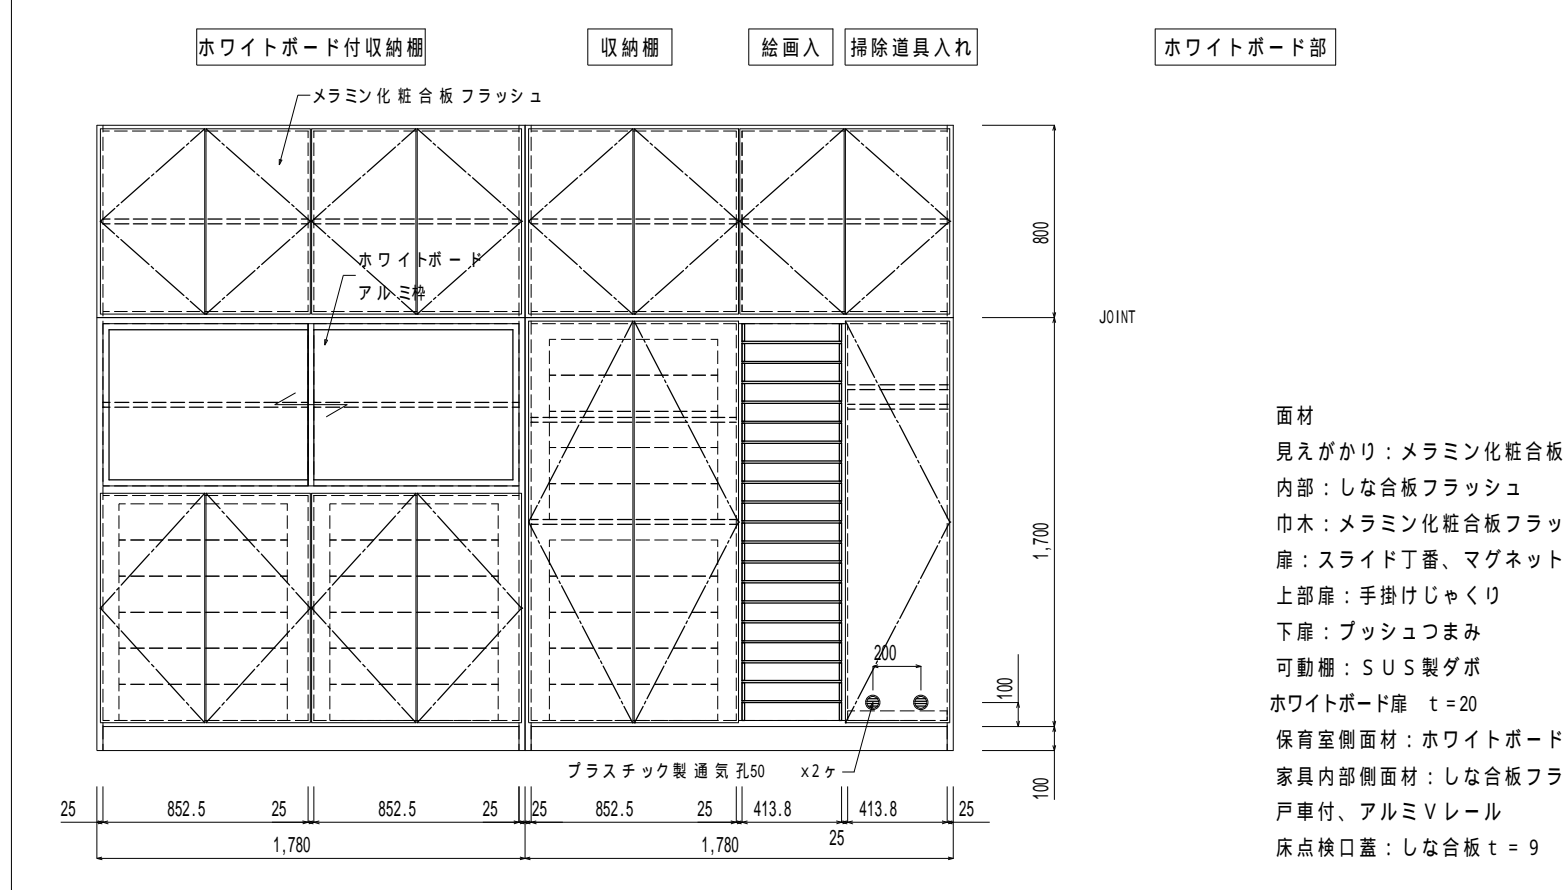 ホワイトボード付収納棚
収納棚
絵画入
掃除道具入れ
ホワイトボード部
メラミン化粧合板フラッシュ
ホワイトボード
アルミ枠
800
JOINT
1,700
面材
見えがかり：メラミン化粧合板
内部：しな合板フラッシュ
巾木：メラミン化粧合板フラッ
扉：スライド丁番、マグネット
上部扉：手掛けじゃくり
下扉：プッシュつまみ
可動棚：ＳＵＳ製ダボ
ホワイトボード扉　t=20
保育室側面材：ホワイトボード
家具内部側面材：しな合板フラ
戸車付、アルミＶレール
床点検口蓋：しな合板ｔ＝９
200
100
プラスチック製通気孔50　x2ヶ
100
25 852.5 25 852.5 25 25 852.5 25 413.8 413.8 25
25
1,780 1,780